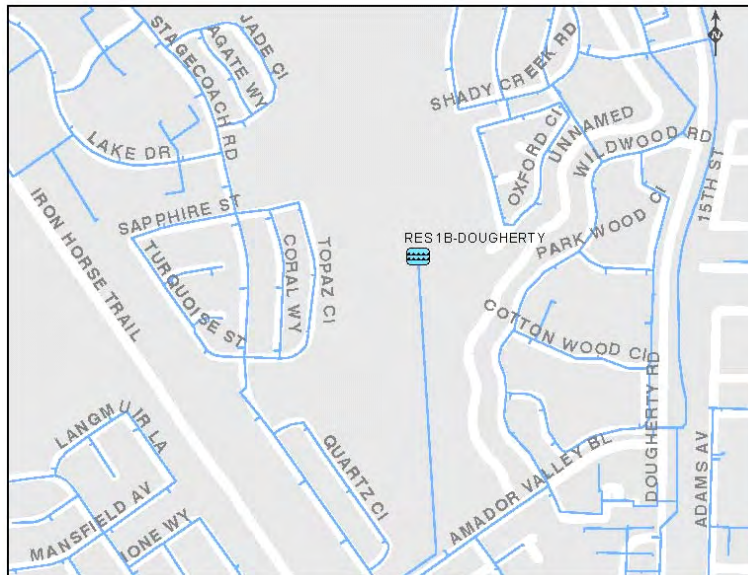 JADE CI
AGATE WY
STAGECOACH RD
LAKE DR
SHADY CREEK RD
OXFORD CI
UNNAMED
WILDWOOD RD
15TH ST
IRON HORSE TRAIL
SAPPHIRE ST
TURQUOISE ST
CORAL WY
TOPAZ CI
RES1B-DOUGHERTY
PARK WOOD CI
COTTON WOOD CI
DOUGHERTY RD
LANGMUIR LA
QUARTZ CI
AMADOR VALLEY BL
ADAMS AV
MANSFIELD AV
IONE WY